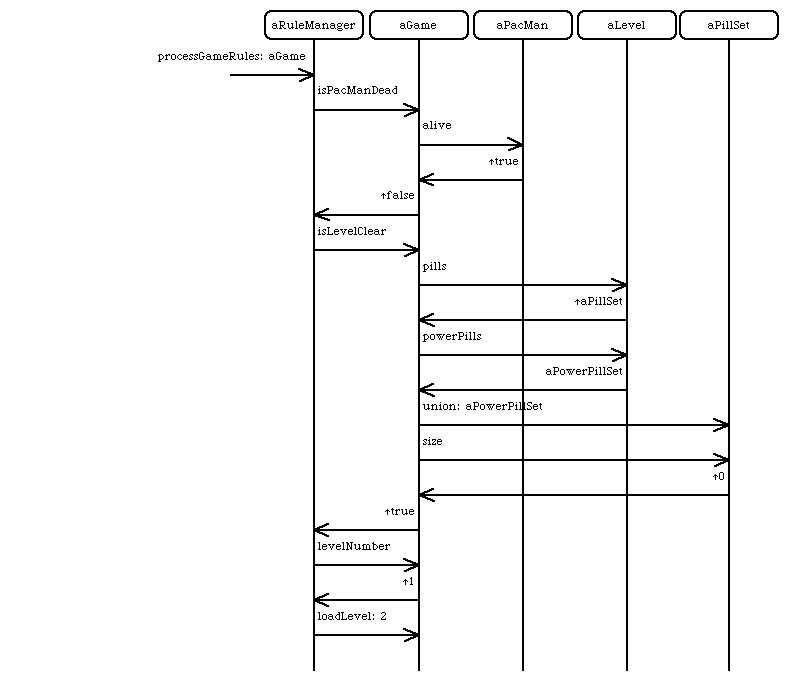 aRuleManager aGame aPacMan aLevel aPillSet
processGameRules: aGame
isPacManDead
alive
↑true
↑false
isLevelClear
pills
↑aPillSet
powerPills
aPowerPillSet
union: aPowerPillSet
size
↑0
↑true
levelNumber
↑1
loadLevel: 2